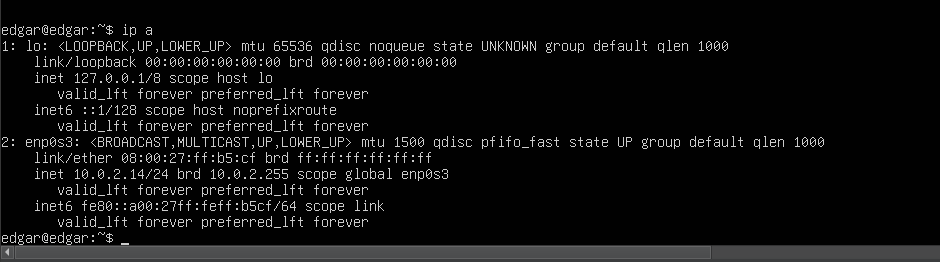 edgar@edgar:~$ ip a
1: lo: <LOOPBACK,UP,LOWER_UP> mtu 65536 qdisc noqueue state UNKNOWN group default qlen 1000
    link/loopback 00:00:00:00:00:00 brd 00:00:00:00:00:00
    inet 127.0.0.1/8 scope host lo
       valid_lft forever preferred_lft forever
    inet6 ::1/128 scope host noprefixroute
       valid_lft forever preferred_lft forever
2: enp0s3: <BROADCAST,MULTICAST,UP,LOWER_UP> mtu 1500 qdisc pfifo_fast state UP group default qlen 1000
    link/ether 08:00:27:ff:b5:cf brd ff:ff:ff:ff:ff:ff
    inet 10.0.2.14/24 brd 10.0.2.255 scope global enp0s3
       valid_lft forever preferred_lft forever
    inet6 fe80::a00:27ff:feff:b5cf/64 scope link
       valid_lft forever preferred_lft forever
edgar@edgar:~$ _